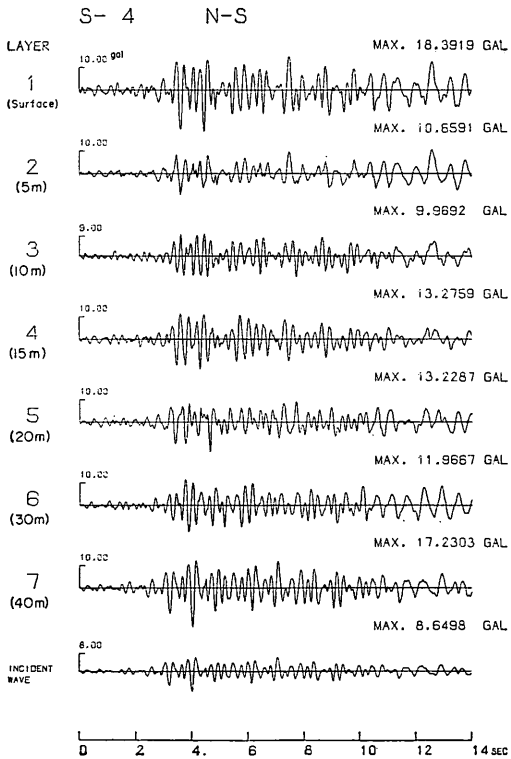 S-4 N-S
LAYER MAX. 18.3919 GAL
10.00 gal
1
(Surface)
MAX. 10.6591 GAL
10.00
2
(5m)
MAX. 9.9692 GAL
9.00
3
(10m)
MAX. 13.2759 GAL
10.00
4
(15m)
MAX. 13.2287 GAL
10.00
5
(20m)
MAX. 11.9667 GAL
10.00
6
(30m)
MAX. 17.2303 GAL
10.00
7
(40m)
MAX. 8.6498 GAL
8.00
INCIDENT
WAVE
0 2 4. 6 8 10 12 14 SEC